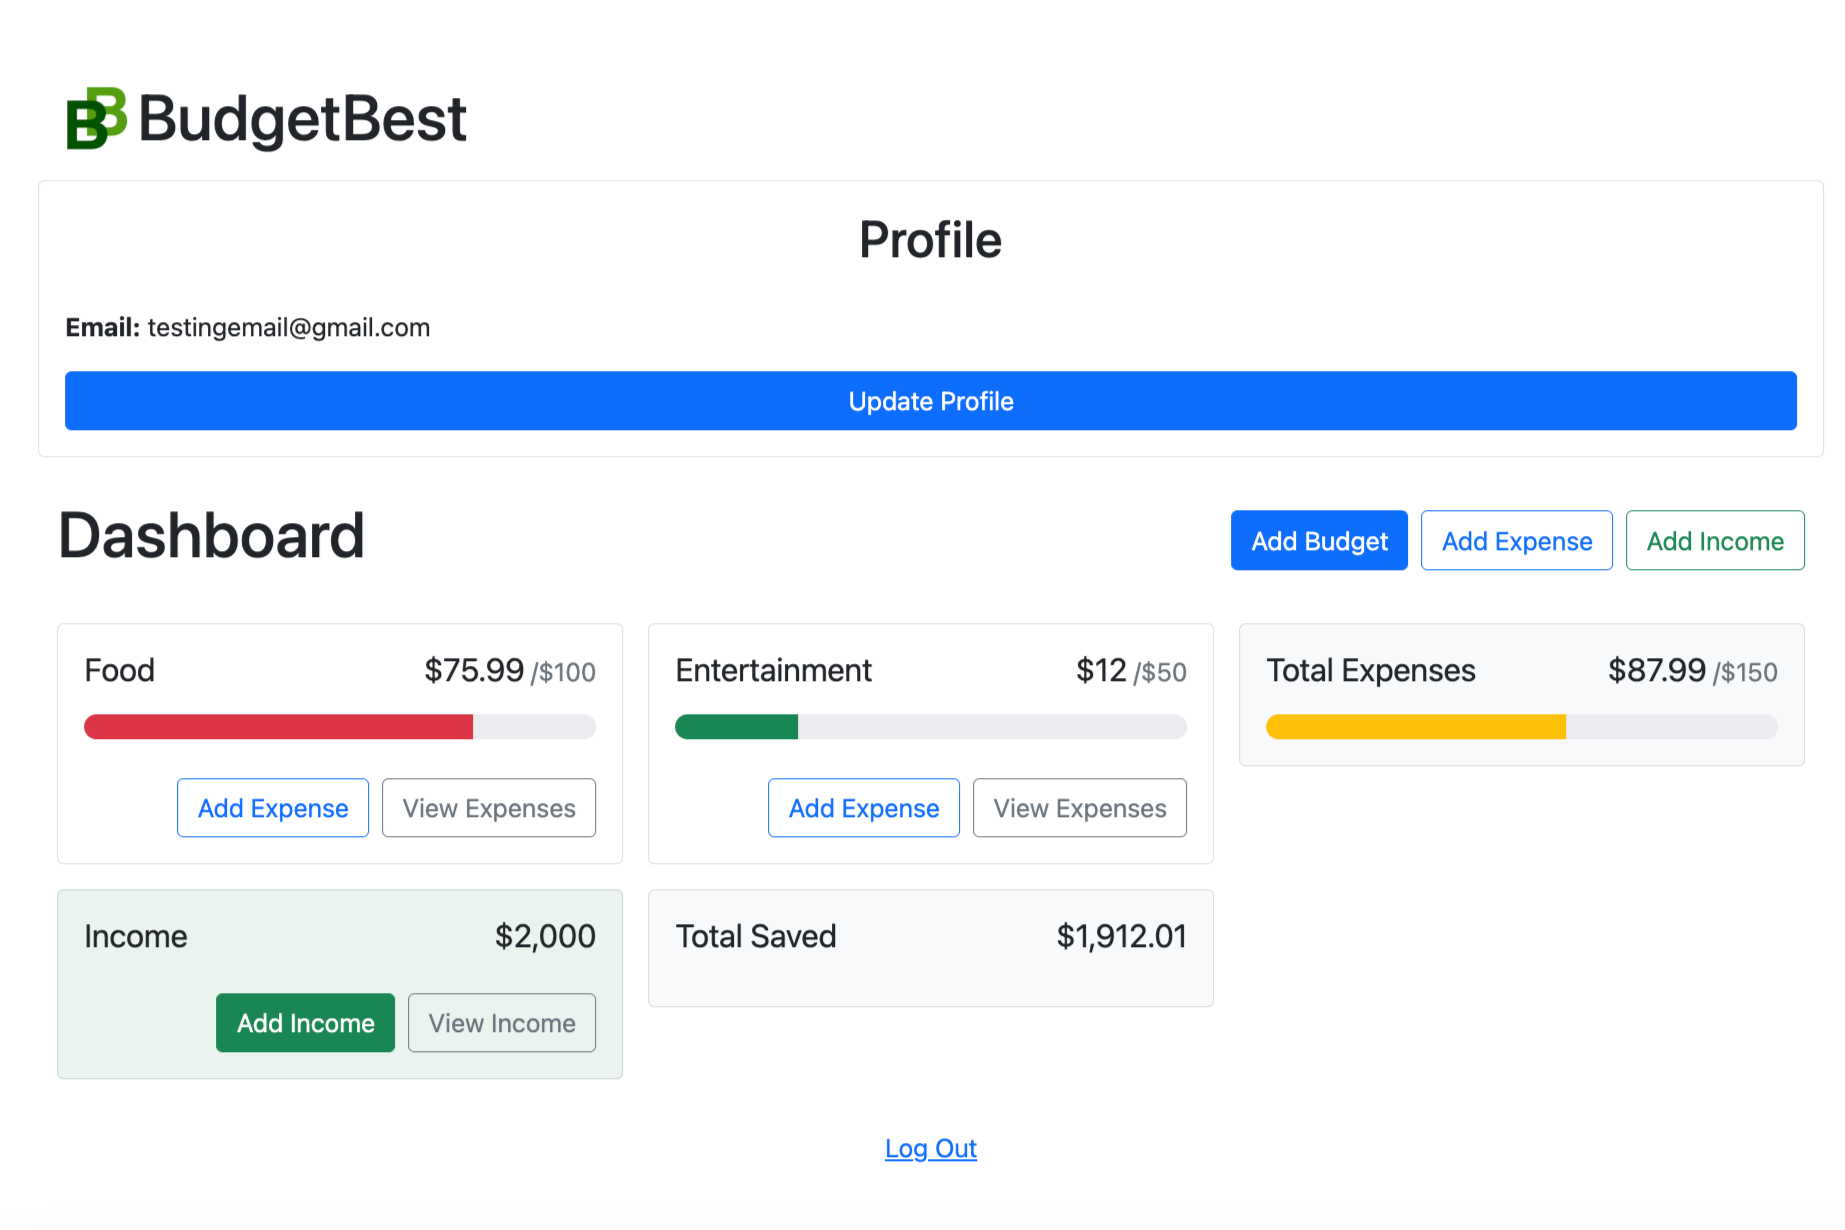 BB BudgetBest
Profile
Email: testingemail@gmail.com
Update Profile
Dashboard
Add Budget Add Expense Add Income
Food $75.99 /$100
Add Expense View Expenses
Entertainment $12 /$50
Add Expense View Expenses
Total Expenses $87.99 /$150
Income $2,000
Add Income View Income
Total Saved $1,912.01
Log Out